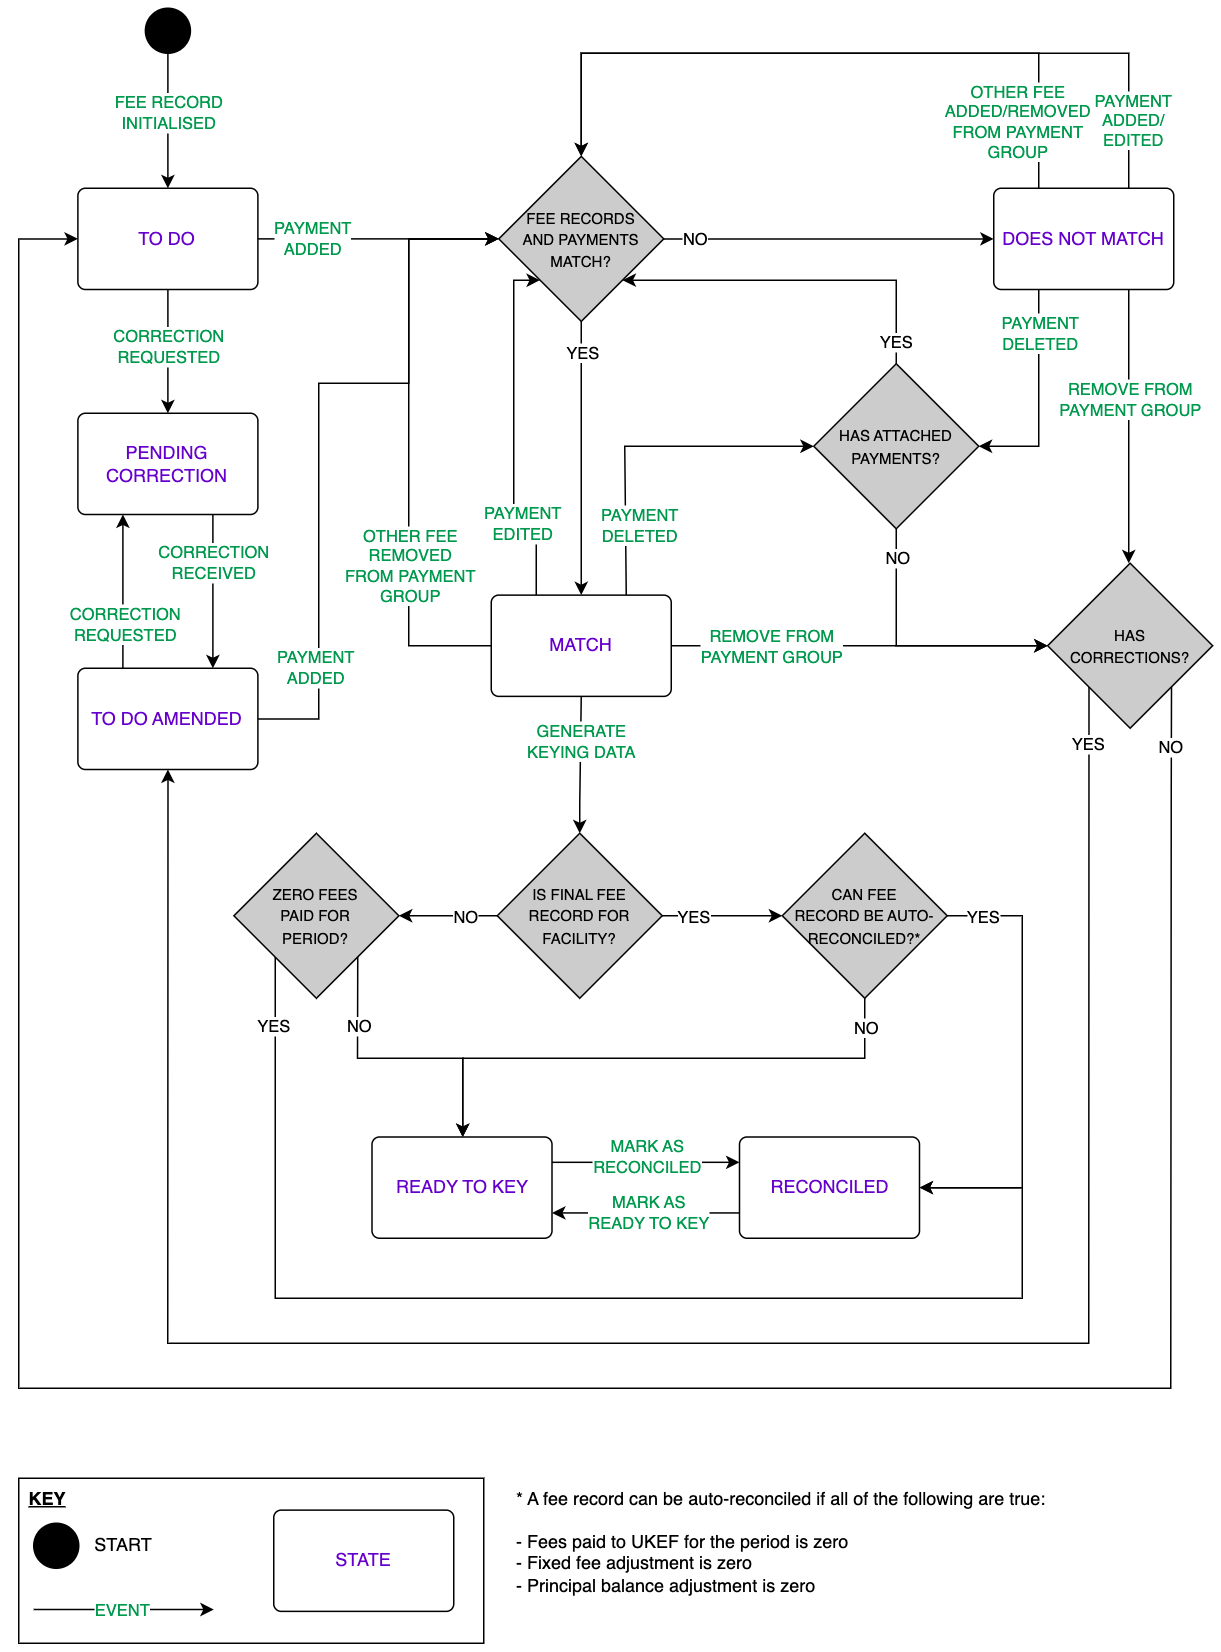 FEE RECORD
INITIALISED
OTHER FEE
ADDED/REMOVED
FROM PAYMENT
GROUP
PAYMENT
ADDED/
EDITED
TO DO
PAYMENT
ADDED
FEE RECORDS
AND PAYMENTS
MATCH?
NO
DOES NOT MATCH
CORRECTION
REQUESTED
YES
YES
PAYMENT
DELETED
REMOVE FROM
PAYMENT GROUP
PENDING
CORRECTION
HAS ATTACHED
PAYMENTS?
NO
CORRECTION
RECEIVED
CORRECTION
REQUESTED
OTHER FEE
REMOVED
FROM PAYMENT
GROUP
PAYMENT
EDITED
PAYMENT
DELETED
TO DO AMENDED
PAYMENT
ADDED
MATCH
REMOVE FROM
PAYMENT GROUP
HAS
CORRECTIONS?
YES
NO
GENERATE
KEYING DATA
ZERO FEES
PAID FOR
PERIOD?
NO
IS FINAL FEE
RECORD FOR
FACILITY?
YES
CAN FEE
RECORD BE AUTO-
RECONCILED?*
YES
YES
NO
NO
READY TO KEY
MARK AS
RECONCILED
MARK AS
READY TO KEY
RECONCILED
KEY
START
STATE
EVENT
* A fee record can be auto-reconciled if all of the following are true:
- Fees paid to UKEF for the period is zero
- Fixed fee adjustment is zero
- Principal balance adjustment is zero